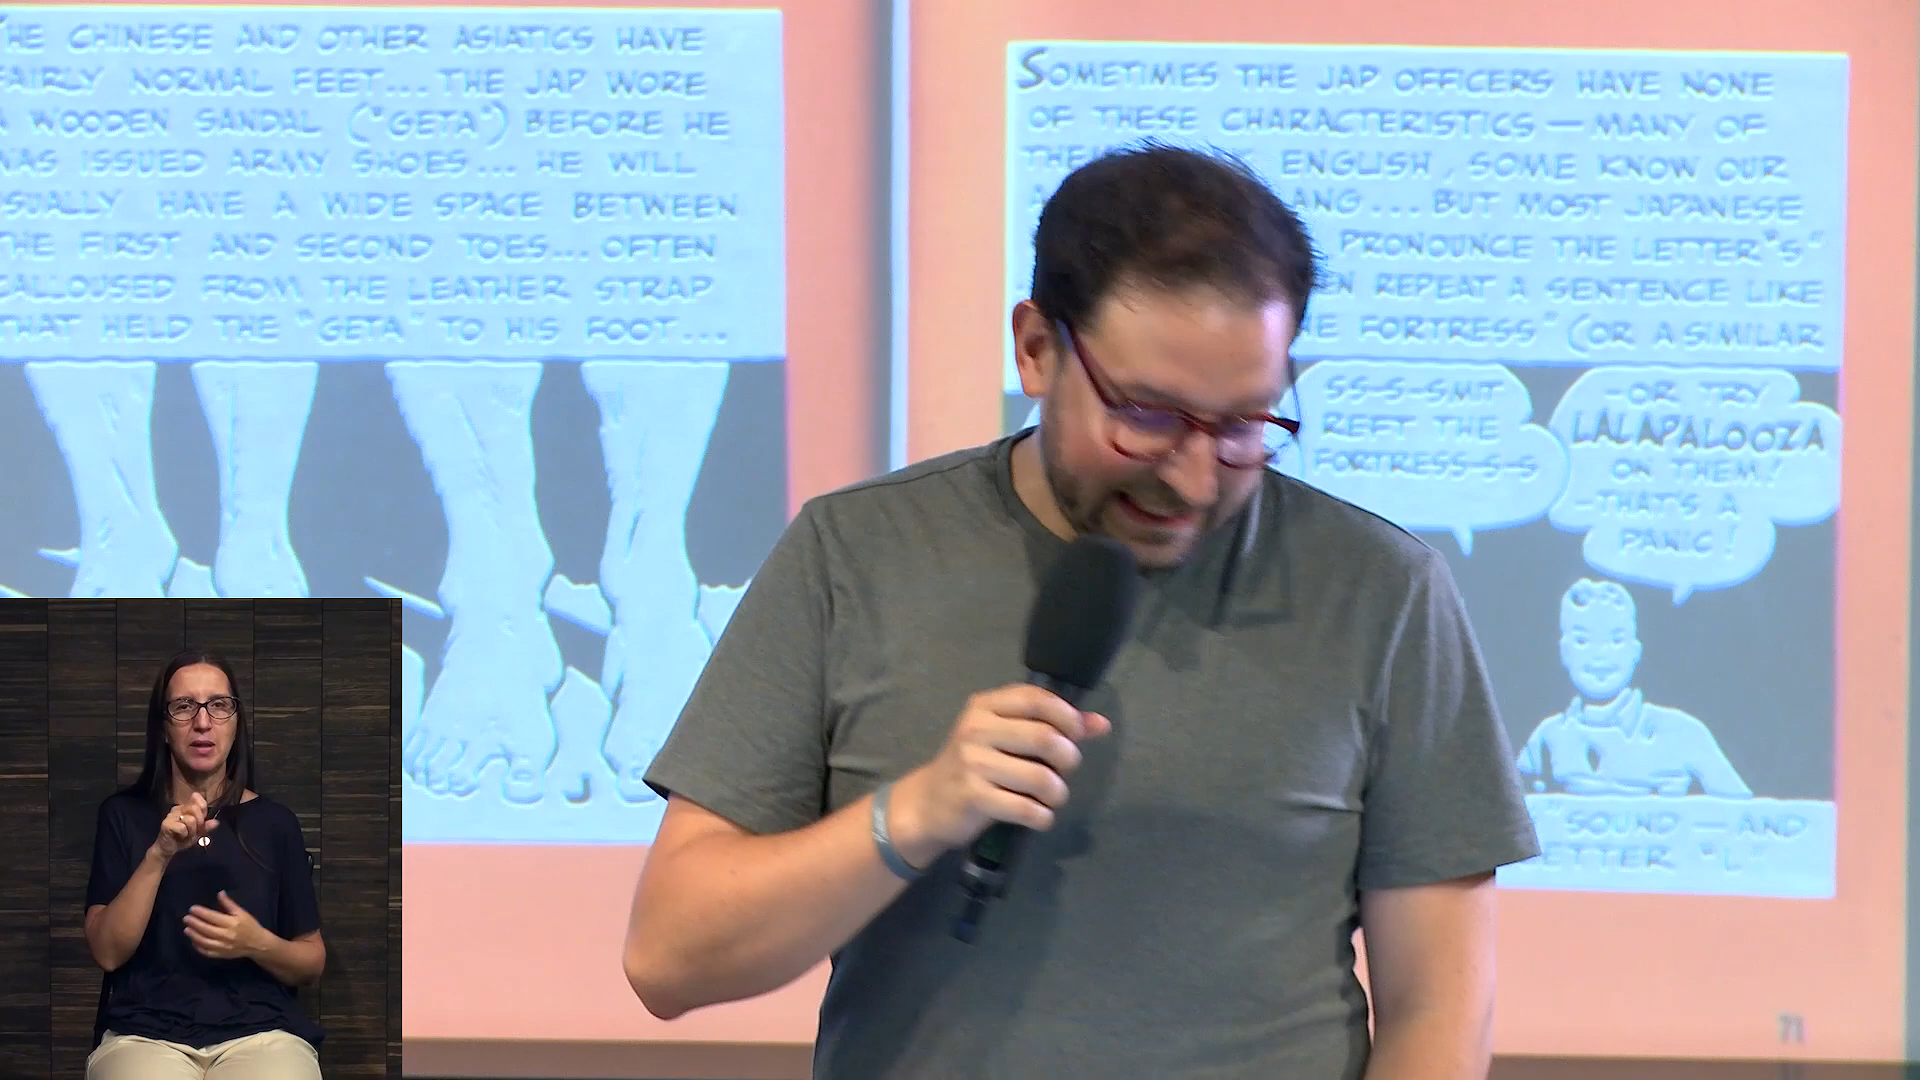 HE CHINESE AND OTHER ASIATICS HAVE
FAIRLY NORMAL FEET... THE JAP WORE
A WOODEN SANDAL ("GETA") BEFORE HE
WAS ISSUED ARMY SHOES... HE WILL
USUALLY HAVE A WIDE SPACE BETWEEN
THE FIRST AND SECOND TOES... OFTEN
CALLOUSED FROM THE LEATHER STRAP
THAT HELD THE "GETA" TO HIS FOOT...
SOMETIMES THE JAP OFFICERS HAVE NONE
OF THESE CHARACTERISTICS — MANY OF
ENGLISH, SOME KNOW OUR
ANG... BUT MOST JAPANESE
PRONOUNCE THE LETTER "S"
EN REPEAT A SENTENCE LIKE
E FORTRESS" (OR A SIMILAR
SS-S-SMIT
REFT THE
FORTRESS-S-S
-OR TRY
LALAPALOOZA
ON THEM!
-THAT'S A
PANIC!
"SOUND — AND
ETTER "L"
71